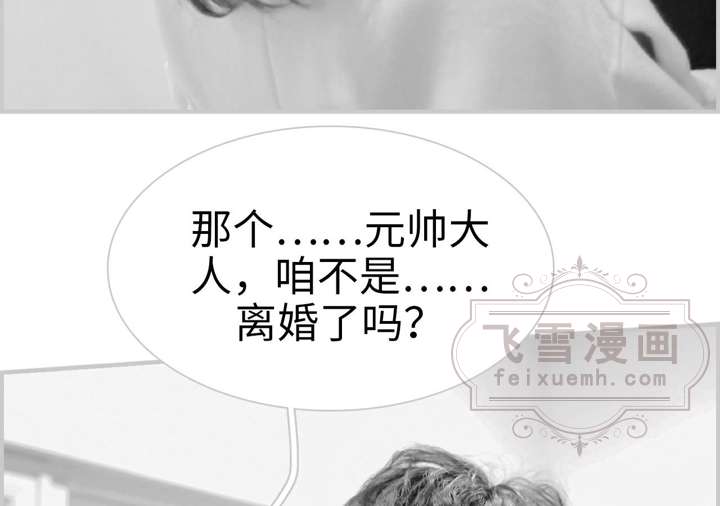 那个……元帅大
人，咱不是……
离婚了吗？
飞雪漫画
feixuemh.com